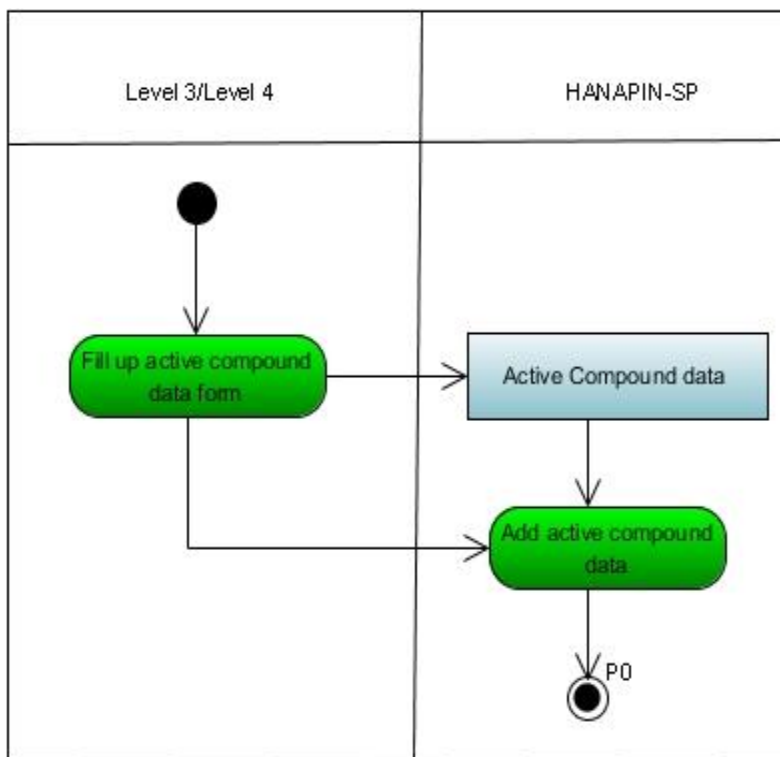 Level 3/Level 4
HANAPIN-SP
Fill up active compound
data form
Active Compound data
Add active compound
data
P0